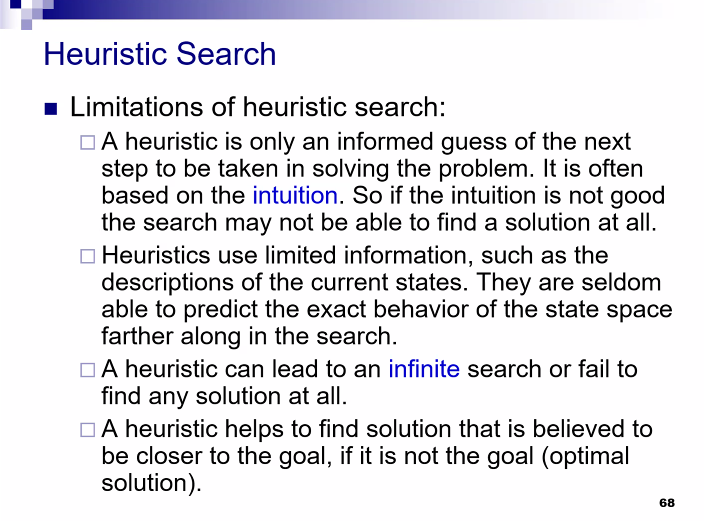 Heuristic Search
Limitations of heuristic search:
A heuristic is only an informed guess of the next
step to be taken in solving the problem. It is often
based on the intuition. So if the intuition is not good
the search may not be able to find a solution at all.
Heuristics use limited information, such as the
descriptions of the current states. They are seldom
able to predict the exact behavior of the state space
farther along in the search.
A heuristic can lead to an infinite search or fail to
find any solution at all.
A heuristic helps to find solution that is believed to
be closer to the goal, if it is not the goal (optimal
solution).
68